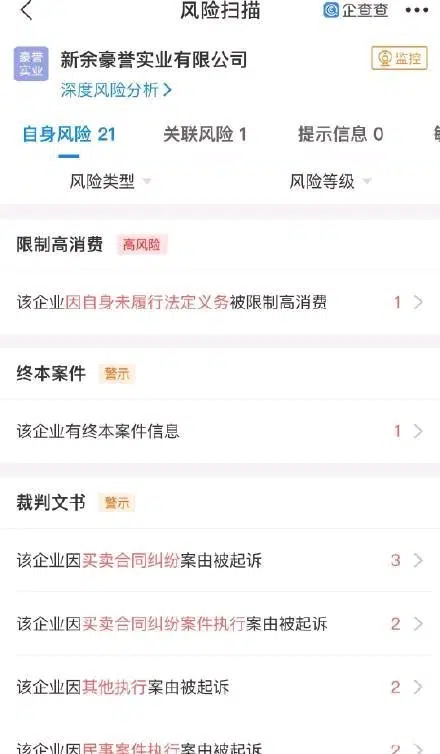 风险扫描
企查查
豪誉
实业
新余豪誉实业有限公司
监控
深度风险分析
自身风险 21
关联风险 1
提示信息 0
风险类型
风险等级
限制高消费 高风险
该企业因自身未履行法定义务被限制高消费 1
终本案件 警示
该企业有终本案件信息 1
裁判文书 警示
该企业因买卖合同纠纷案由被起诉 3
该企业因买卖合同纠纷案件执行案由被起诉 2
该企业因其他执行案由被起诉 2
该企业因民事案件执行案由被起诉 2